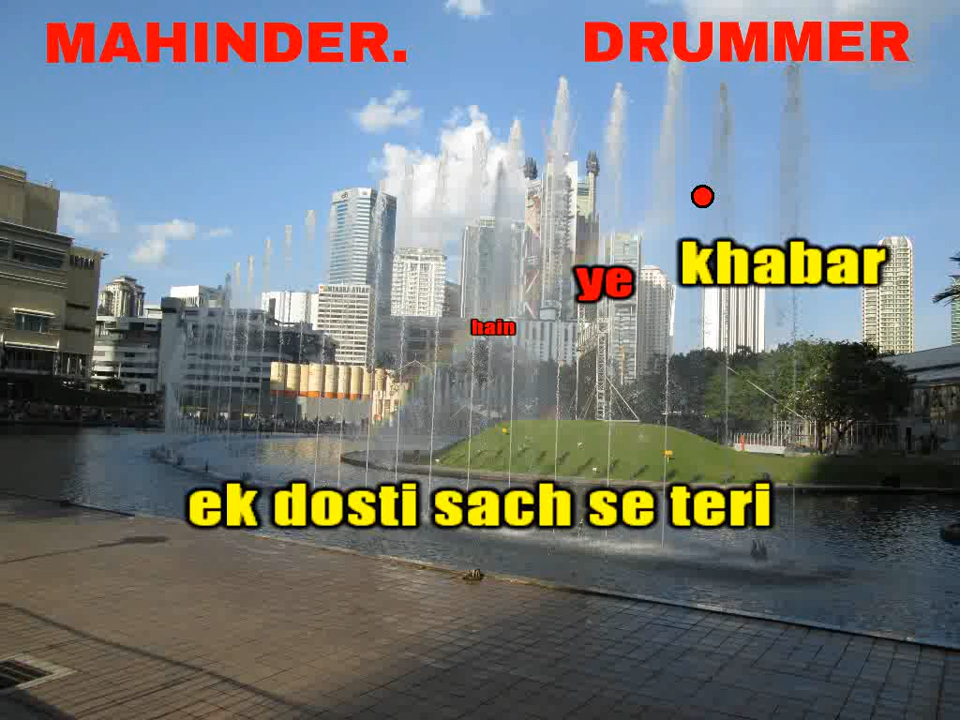 MAHINDER. DRUMMER
khabar
ye
hain
ek dosti sach se teri